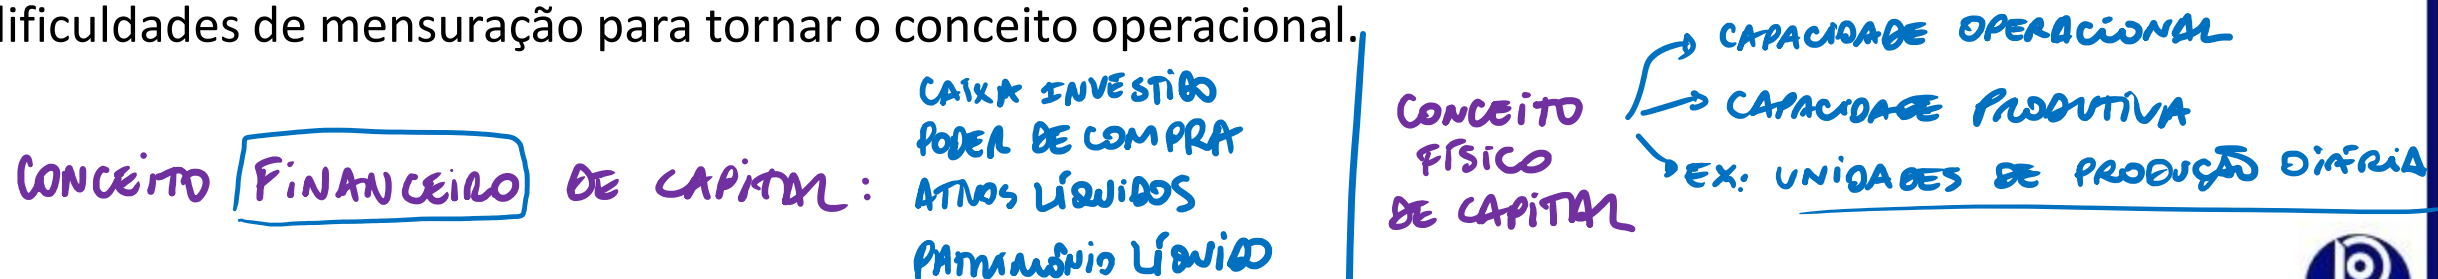 lificuldades de mensuração para tornar o conceito operacional.
CONCEITO FINANCEIRO DE CAPITAL:
CAIXA INVESTIDO
PODER DE COMPRA
ATIVOS LÍQUIDOS
PATRIMÔNIO LÍQUIDO
CONCEITO
FÍSICO
DE CAPITAL
CAPACIDADE OPERACIONAL
CAPACIDADE PRODUTIVA
EX: UNIDADES DE PRODUÇÃO DIÁRIA